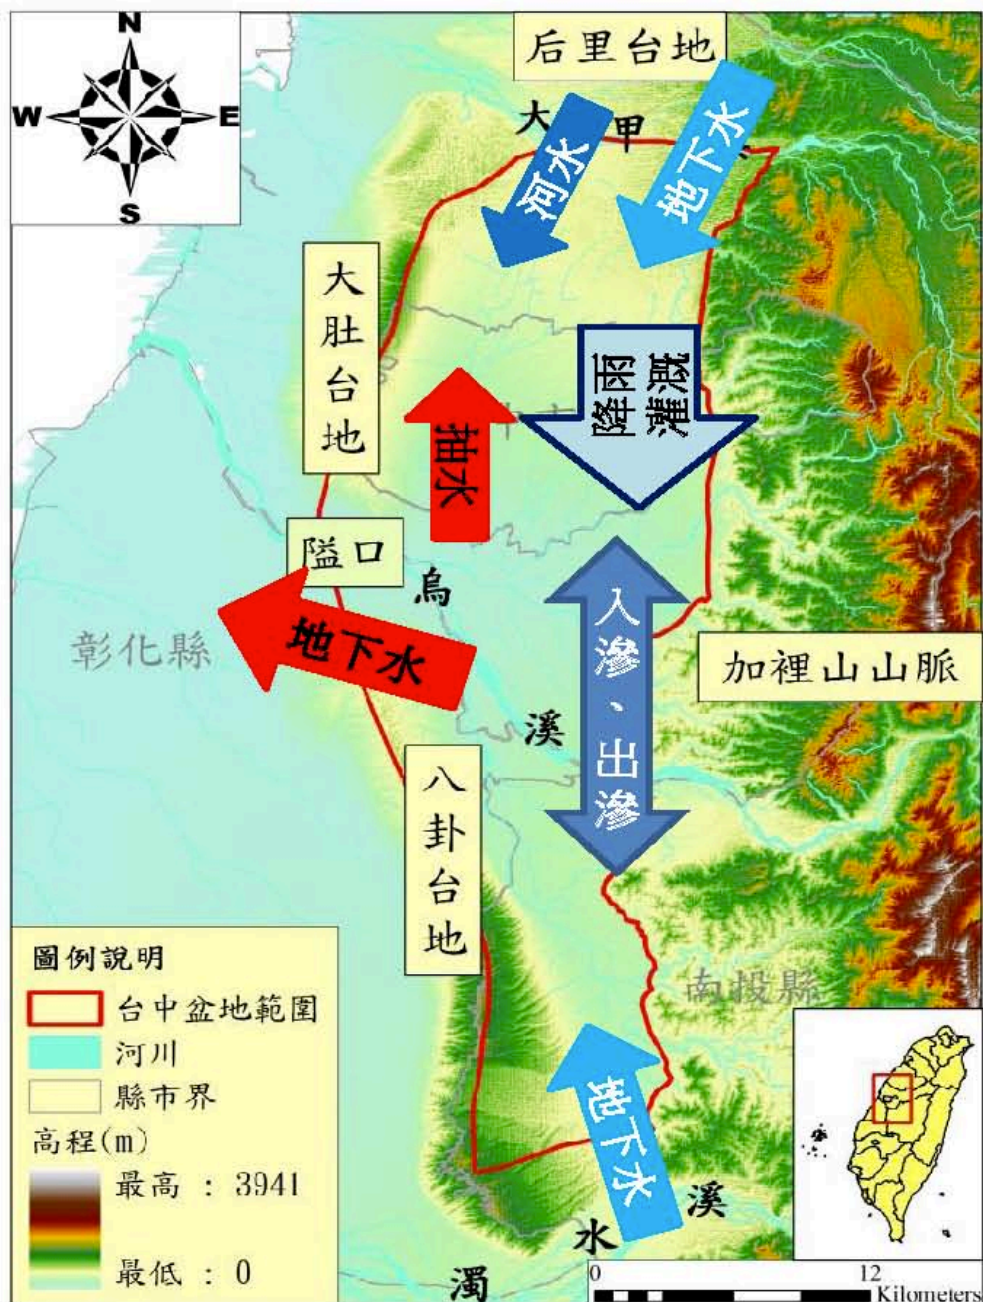 N
W E
S
后里台地
大甲
河水
地下水
大肚台地
降雨
灌溉
抽水
隘口
烏
地下水
彰化縣
入滲、出滲
加裡山山脈
溪
八卦台地
南投縣
地下水
溪
水
濁
圖例說明
台中盆地範圍
河川
縣市界
高程(m)
最高 : 3941
最低 : 0
0 12
Kilometers